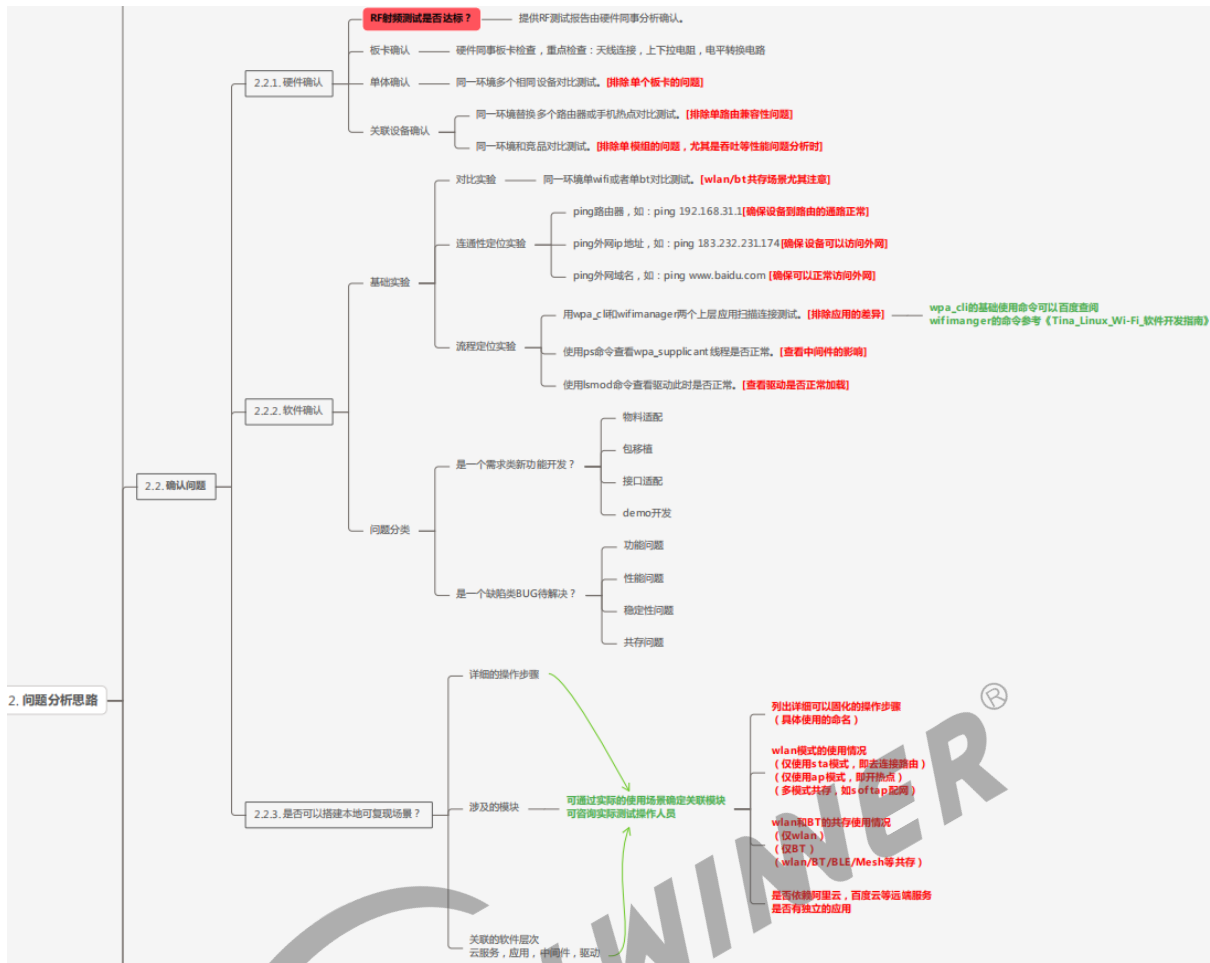 2. 问题分析思路
2.2. 确认问题
2.2.1. 硬件确认
RF射频测试是否达标？
提供RF测试报告由硬件同事分析确认。
板卡确认
硬件同事板卡检查，重点检查：天线连接，上下拉电阻，电平转换电路
单体确认
同一环境多个相同设备对比测试。[排除单个板卡的问题]
关联设备确认
同一环境替换多个路由器或手机热点对比测试。[排除单路由兼容性问题]
同一环境和竞品对比测试。[排除单模组的问题，尤其是吞吐等性能问题分析时]
2.2.2. 软件确认
基础实验
对比实验
同一环境单wifi或者单bt对比测试。[wlan/bt共存场景尤其注意]
连通性定位实验
ping路由器，如：ping 192.168.31.1[确保设备到路由的通路正常]
ping外网ip地址，如：ping 183.232.231.174[确保设备可以访问外网]
ping外网域名，如：ping www.baidu.com [确保可以正常访问外网]
流程定位实验
用wpa_cli和wifimanager两个上层应用扫描连接测试。[排除应用的差异]
wpa_cli的基础使用命令可以百度查阅
wifimanger的命令参考《Tina_Linux_Wi-Fi_软件开发指南》
使用ps命令查看wpa_supplicant线程是否正常。[查看中间件的影响]
使用lsmod命令查看驱动此时是否正常。[查看驱动是否正常加载]
问题分类
是一个需求类新功能开发？
物料适配
包移植
接口适配
demo开发
是一个缺陷类BUG待解决？
功能问题
性能问题
稳定性问题
共存问题
2.2.3. 是否可以搭建本地可复现场景？
详细的操作步骤
涉及的模块
关联的软件层次
云服务，应用，中间件，驱动
可通过实际的使用场景确定关联模块
可咨询实际测试操作人员
列出详细可以固化的操作步骤
（具体使用的命名）
wlan模式的使用情况
（仅使用sta模式，即去连接路由）
（仅使用ap模式，即开热点）
（多模式共存，如softap配网）
wlan和BT的共存使用情况
（仅wlan）
（仅BT）
（wlan/BT/BLE/Mesh等共存）
是否依赖阿里云，百度云等远端服务
是否有独立的应用
WINNER®